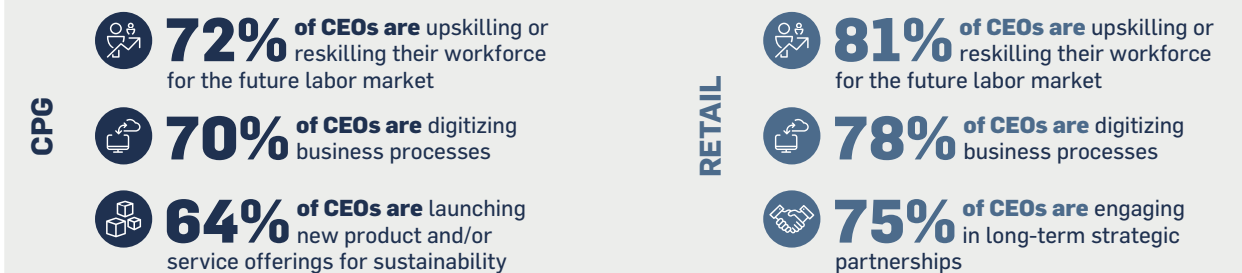 CPG
72% of CEOs are upskilling or
reskilling their workforce
for the future labor market
70% of CEOs are digitizing
business processes
64% of CEOs are launching
new product and/or
service offerings for sustainability
RETAIL
81% of CEOs are upskilling or
reskilling their workforce
for the future labor market
78% of CEOs are digitizing
business processes
75% of CEOs are engaging
in long-term strategic
partnerships